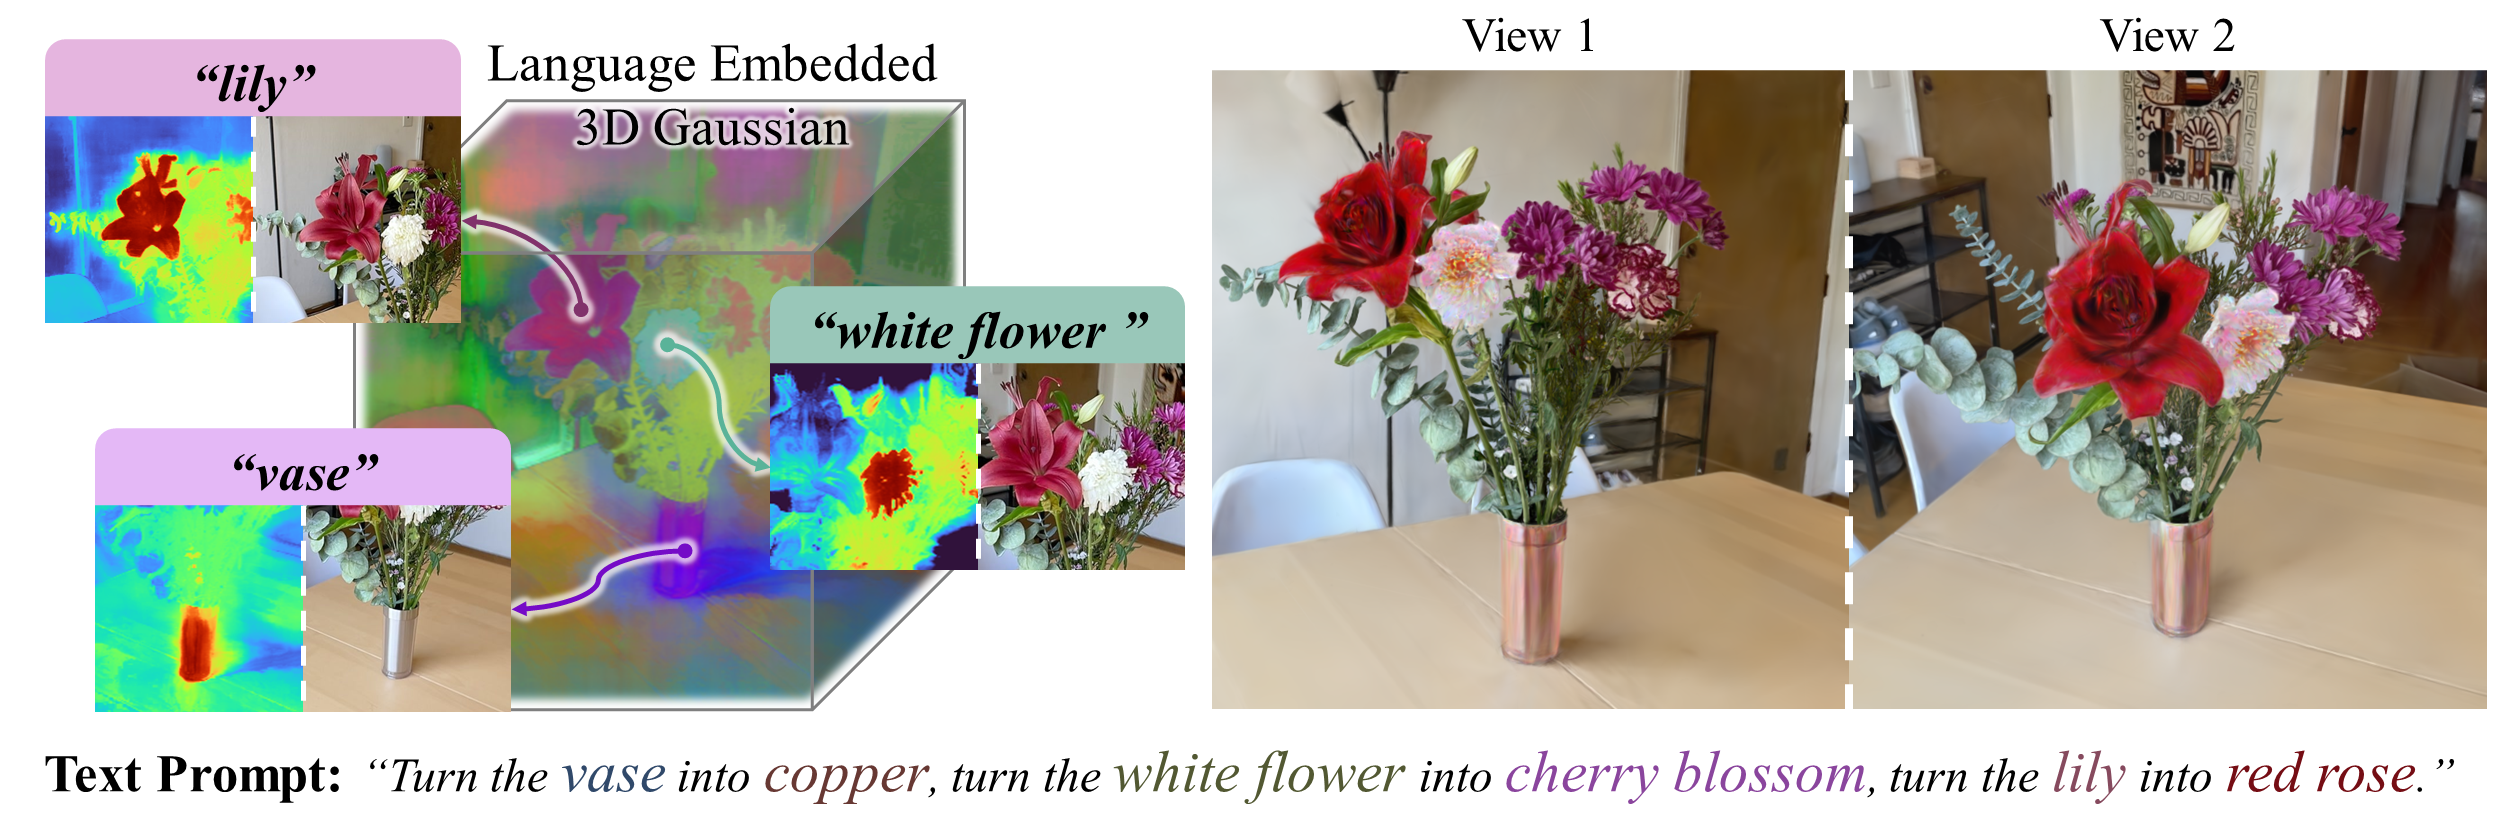 “lily”
Language Embedded
3D Gaussian
“white flower ”
“vase”
View 1
View 2
Text Prompt: “Turn the vase into copper, turn the white flower into cherry blossom, turn the lily into red rose.”